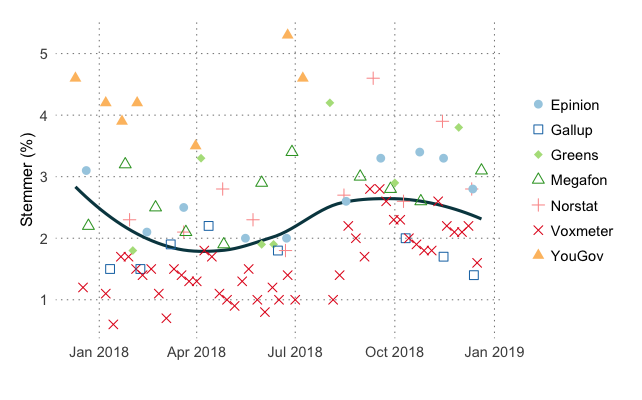 Stemmer (%)
5
4
3
2
1
Jan 2018
Apr 2018
Jul 2018
Oct 2018
Jan 2019
Epinion
Gallup
Greens
Megafon
Norstat
Voxmeter
YouGov